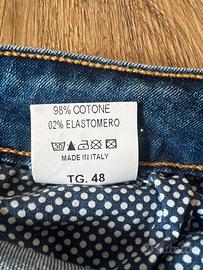 98% COTONE
02% ELASTOMERO
MADE IN ITALY
TG. 48